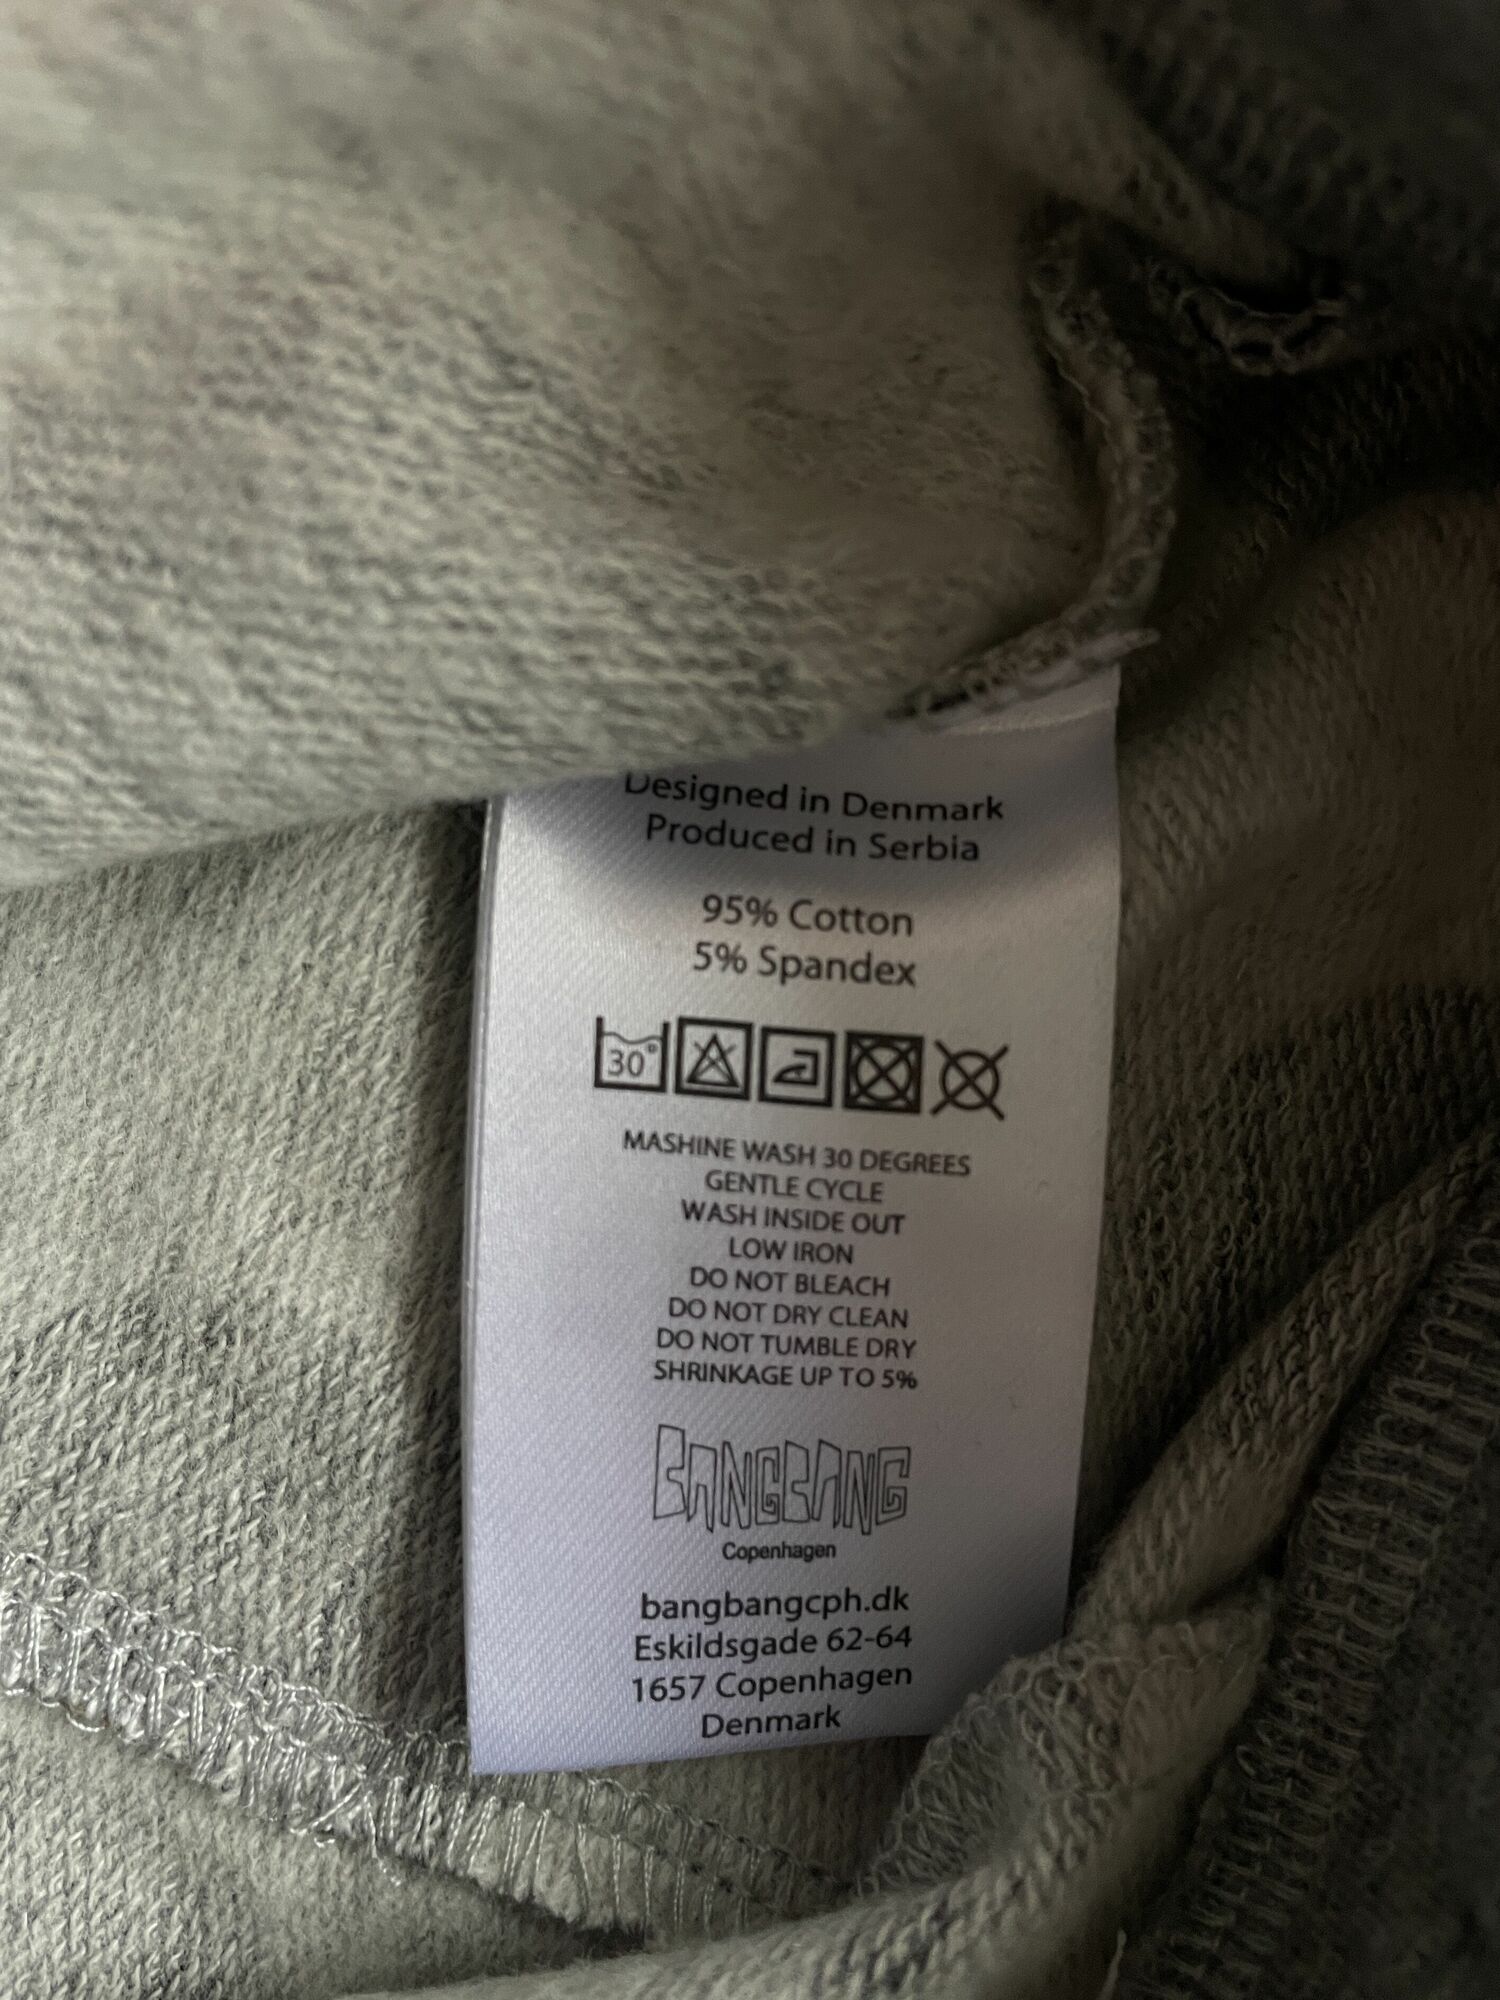 Designed in Denmark
Produced in Serbia
95% Cotton
5% Spandex
30°
MASHINE WASH 30 DEGREES
GENTLE CYCLE
WASH INSIDE OUT
LOW IRON
DO NOT BLEACH
DO NOT DRY CLEAN
DO NOT TUMBLE DRY
SHRINKAGE UP TO 5%
BANGBANG
Copenhagen
bangbangcph.dk
Eskildsgade 62-64
1657 Copenhagen
Denmark